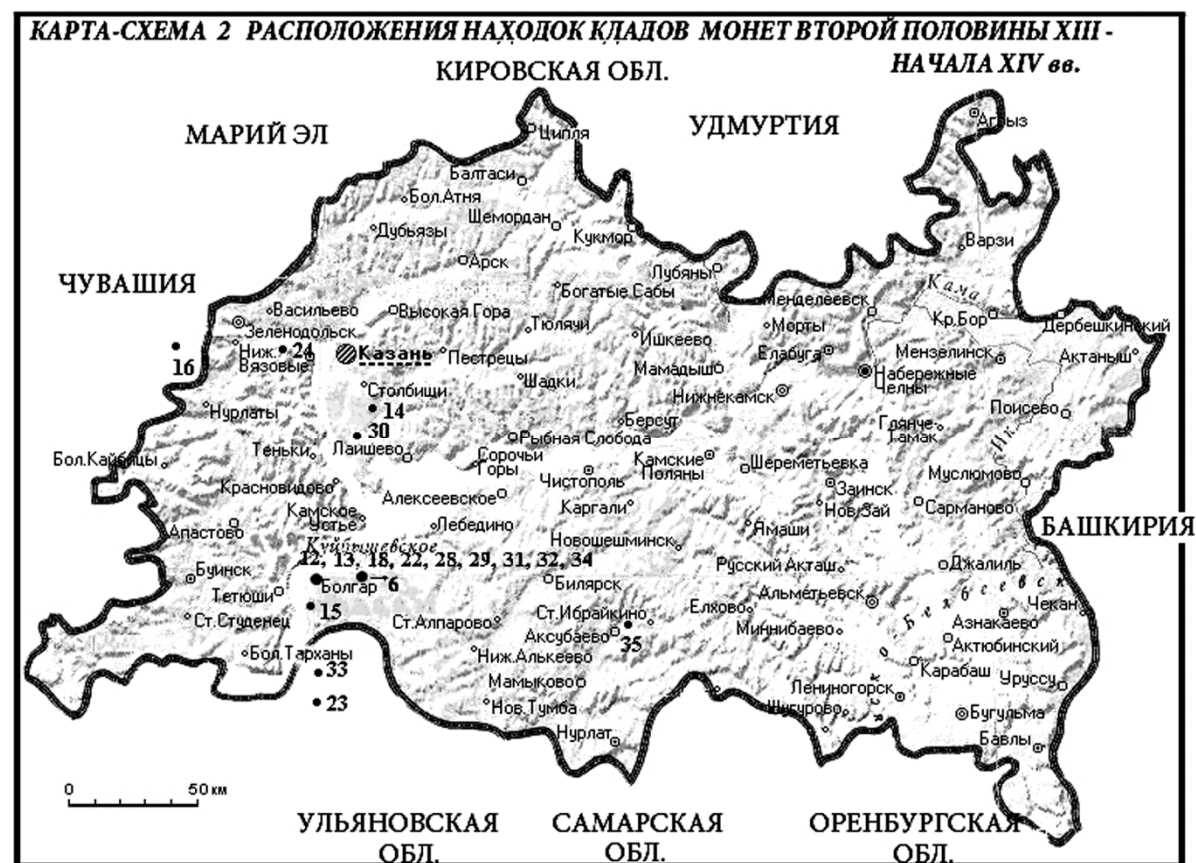 КАРТА-СХЕМА 2 РАСПОЛОЖЕНИЯ НАХОДОК КЛАДОВ МОНЕТ ВТОРОЙ ПОЛОВИНЫ XIII -
НАЧАЛА XIV вв.
КИРОВСКАЯ ОБЛ.
МАРИЙ ЭЛ
УДМУРТИЯ
Агрыз
Ципля
Балтаси
Бол.Атня
Шемордан
Дубъязы
Кукмор
Варзи
Арск
Лубяны
ЧУВАШИЯ
Богатые Сабы
Кама
Менделеевск
Васильево
Высокая Гора
Зеленодольск
Тюлячи
Морты
Кр.Бор
Дербешкинский
Ишкеево
Ниж.
Вязовые
24
Казань
Пестрецы
Елабуга
Мензелинск
Актаныш
16
Мамадыш
Набережные
Челны
Столбищи
Шадки
Нижнекамск
14
Нурлаты
Поисево
30
Берсут
Глянче-
Тамак
Ик
Рыбная Слобода
Теньки
Лаишево
Бол.Кайбицы
Сорочьи
Горы
Камские
Поляны
Шереметьевка
Чистополь
Муслюмово
Красновидово
Алексеевское
Заинск
Каргали
Нов.Зай
Сарманово
Камское
Устье
Лебедино
Апастово
Ямаши
БАШКИРИЯ
Куйбышевское
Новошешминск
12, 13, 18, 22, 28, 29, 31, 32, 34
Русский Акташ
Джалиль
Буинск
Болгар
6
Билярск
Тетюши
Альметьевск
15
Ст.Ибрайкино
Елхово
Чекан
Ст.Студенец
Ст.Алпарово
Азнакаево
Аксубаево
35
Миннибаево
Актюбинский
Бол.Тарханы
Ниж.Алькеево
33
Карабаш
Мамыково
Уруссу
23
Лениногорск
Нов.Тумба
Шугурово
Бугульма
Нурлат
Бавлы
0 50 км
УЛЬЯНОВСКАЯ
ОБЛ.
САМАРСКАЯ
ОБЛ.
ОРЕНБУРГСКАЯ
ОБЛ.